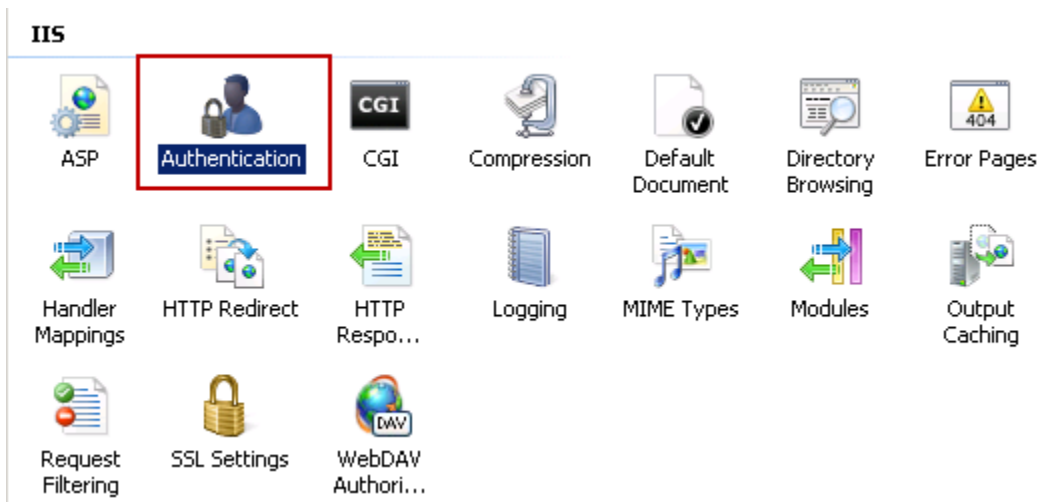 IIS
CGI
ASP
Authentication
CGI
Compression
Default
Document
Directory
Browsing
404
Error Pages
Handler
Mappings
HTTP Redirect
HTTP
Respo...
Logging
MIME Types
Modules
Output
Caching
Request
Filtering
SSL Settings
DAV
WebDAV
Authori...